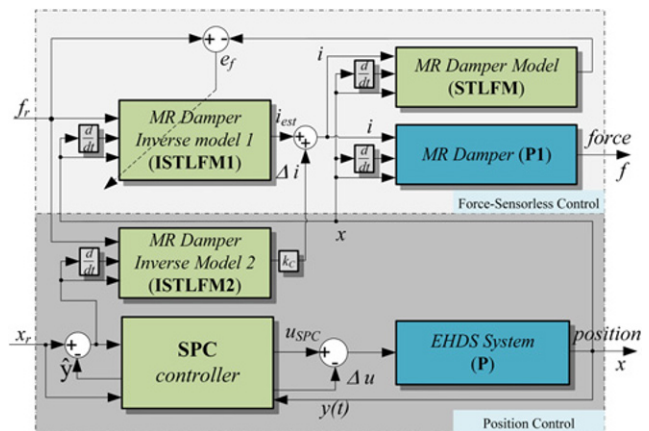 + -
e_f
f_r
d/dt
MR Damper
Inverse model 1
(ISTLFM1)
i_est
+ +
Δ i
i
d/dt
MR Damper Model
(STLFM)
i
d/dt
MR Damper (P1)
force
f
Force-Sensorless Control
x
d/dt
MR Damper
Inverse Model 2
(ISTLFM2)
k_C
x_r
+ -
ŷ
SPC
controller
u_SPC
+ -
Δ u
EHDS System
(P)
position
x
y(t)
Position Control